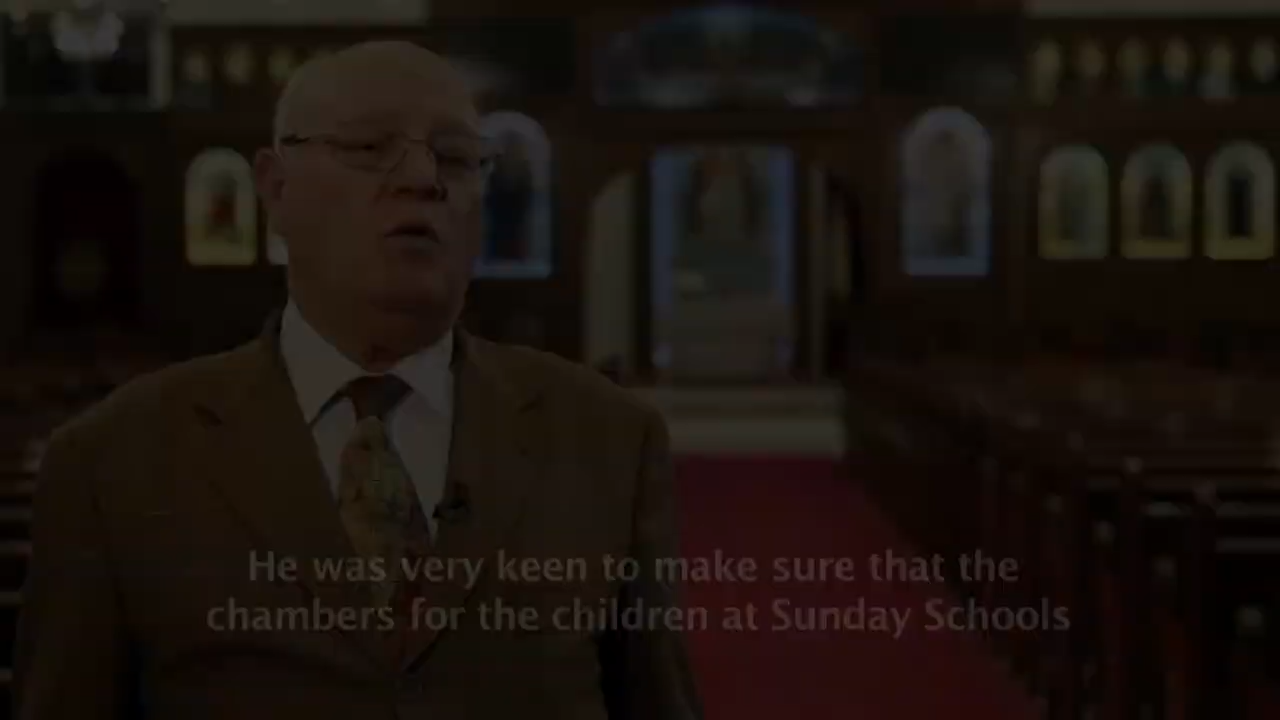 He was very keen to make sure that the
chambers for the children at Sunday Schools